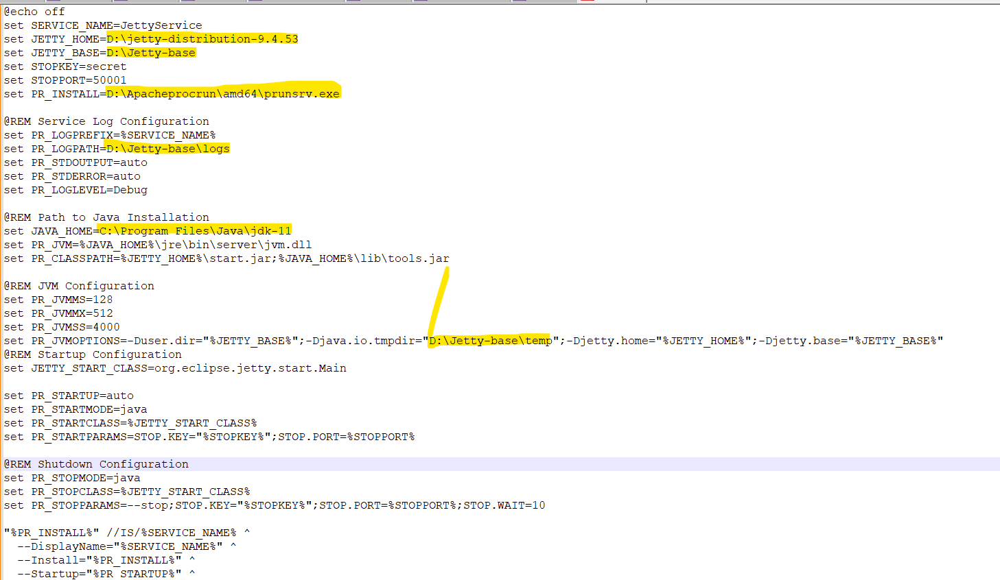 @echo off
set SERVICE_NAME=JettyService
set JETTY_HOME=D:\jetty-distribution-9.4.53
set JETTY_BASE=D:\Jetty-base
set STOPKEY=secret
set STOPPORT=50001
set PR_INSTALL=D:\Apacheprocrun\amd64\prunsrv.exe
@REM Service Log Configuration
set PR_LOGPREFIX=%SERVICE_NAME%
set PR_LOGPATH=D:\Jetty-base\logs
set PR_STDOUTPUT=auto
set PR_STDERROR=auto
set PR_LOGLEVEL=Debug
@REM Path to Java Installation
set JAVA_HOME=C:\Program Files\Java\jdk-11
set PR_JVM=%JAVA_HOME%\jre\bin\server\jvm.dll
set PR_CLASSPATH=%JETTY_HOME%\start.jar;%JAVA_HOME%\lib\tools.jar
@REM JVM Configuration
set PR_JVMMS=128
set PR_JVMMX=512
set PR_JVMSS=4000
set PR_JVMOPTIONS=-Duser.dir="%JETTY_BASE%";-Djava.io.tmpdir="D:\Jetty-base\temp";-Djetty.home="%JETTY_HOME%";-Djetty.base="%JETTY_BASE%"
@REM Startup Configuration
set JETTY_START_CLASS=org.eclipse.jetty.start.Main
set PR_STARTUP=auto
set PR_STARTMODE=java
set PR_STARTCLASS=%JETTY_START_CLASS%
set PR_STARTPARAMS=STOP.KEY="%STOPKEY%";STOP.PORT=%STOPPORT%
@REM Shutdown Configuration
set PR_STOPMODE=java
set PR_STOPCLASS=%JETTY_START_CLASS%
set PR_STOPPARAMS=--stop;STOP.KEY="%STOPKEY%";STOP.PORT=%STOPPORT%;STOP.WAIT=10
"%PR_INSTALL%" //IS/%SERVICE_NAME% ^
--DisplayName="%SERVICE_NAME%" ^
--Install="%PR_INSTALL%" ^
--Startup="%PR_STARTUP%" ^